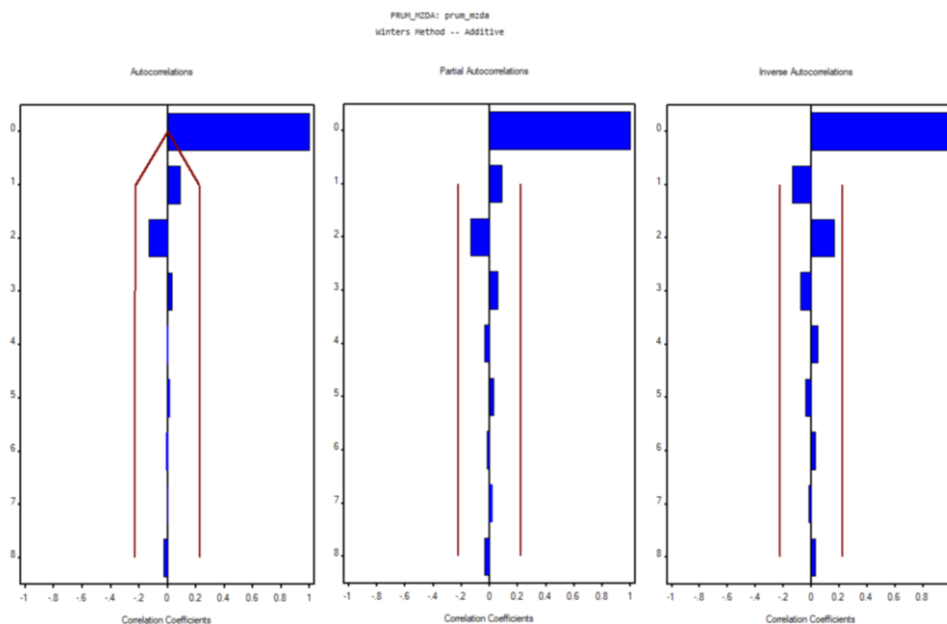 PRUM_MZDA: prum_mzda
Winters Method -- Additive
Autocorrelations
Partial Autocorrelations
Inverse Autocorrelations
0
1
2
3
4
5
6
7
8
-1 -.8 -.6 -.4 -.2 0 0.2 0.4 0.6 0.8 1
Correlation Coefficients
0
1
2
3
4
5
6
7
8
-1 -.8 -.6 -.4 -.2 0 0.2 0.4 0.6 0.8 1
Correlation Coefficients
0
1
2
3
4
5
6
7
8
-1 -.8 -.6 -.4 -.2 0 0.2 0.4 0.6 0.8
Correlation Coefficients